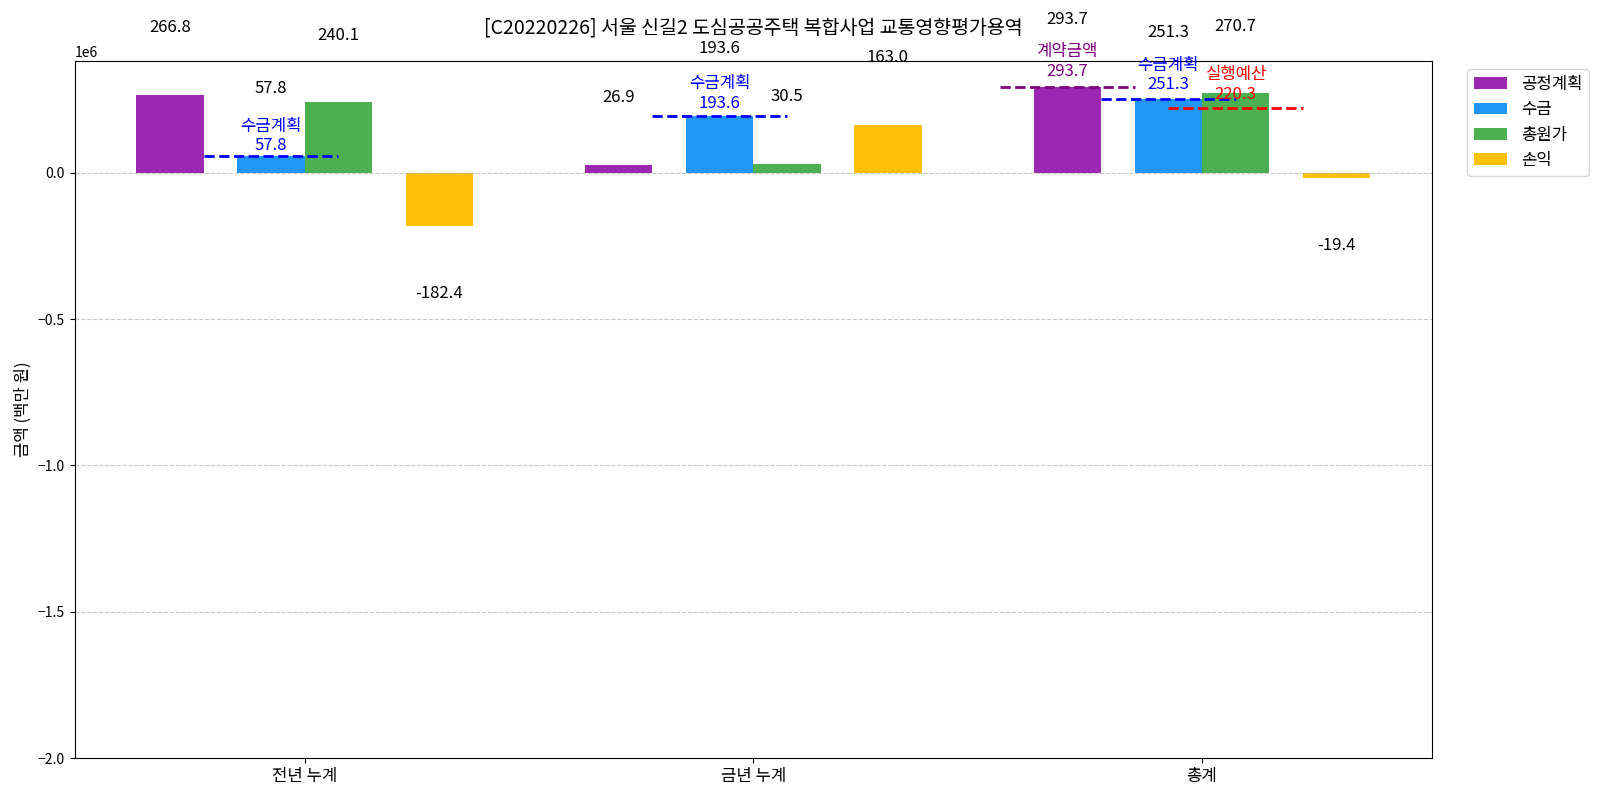 [C20220226] 서울 신길2 도심공공주택 복합사업 교통영향평가용역
1e6
금액 (백만 원)
0.0
−0.5
−1.0
−1.5
−2.0
266.8
57.8
수금계획
57.8
240.1
-182.4
26.9
193.6
수금계획
193.6
30.5
163.0
293.7
계약금액
293.7
251.3
수금계획
251.3
270.7
실행예산
220.3
-19.4
전년 누계
금년 누계
총계
공정계획
수금
총원가
손익